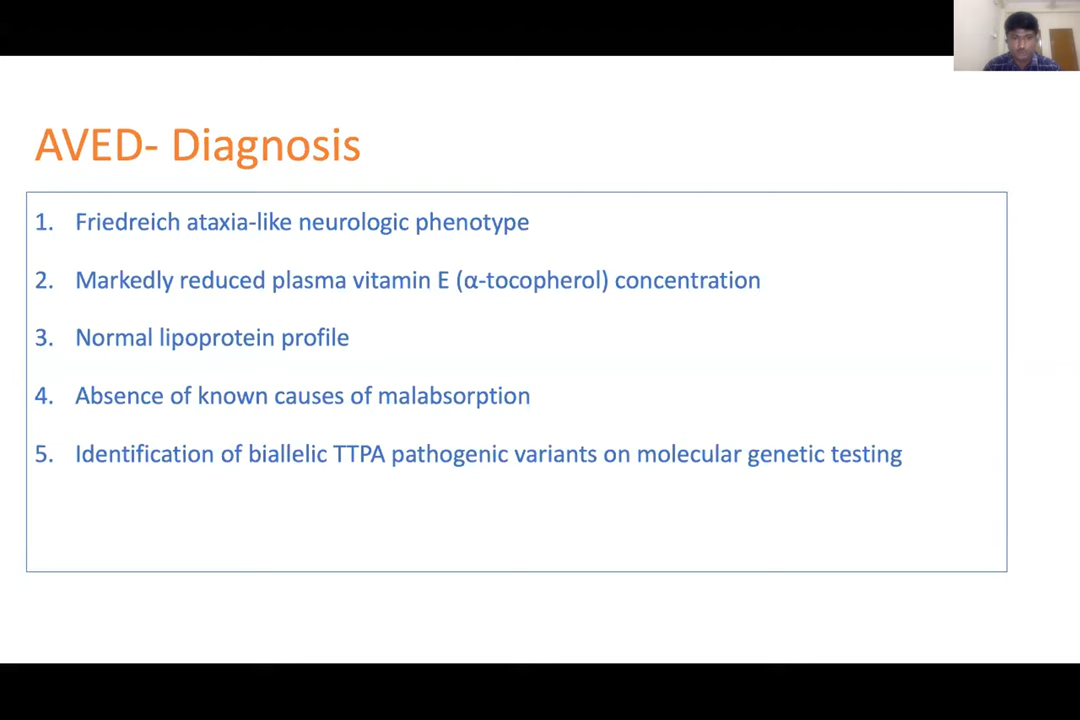 AVED- Diagnosis
1. Friedreich ataxia-like neurologic phenotype
2. Markedly reduced plasma vitamin E (α-tocopherol) concentration
3. Normal lipoprotein profile
4. Absence of known causes of malabsorption
5. Identification of biallelic TTPA pathogenic variants on molecular genetic testing